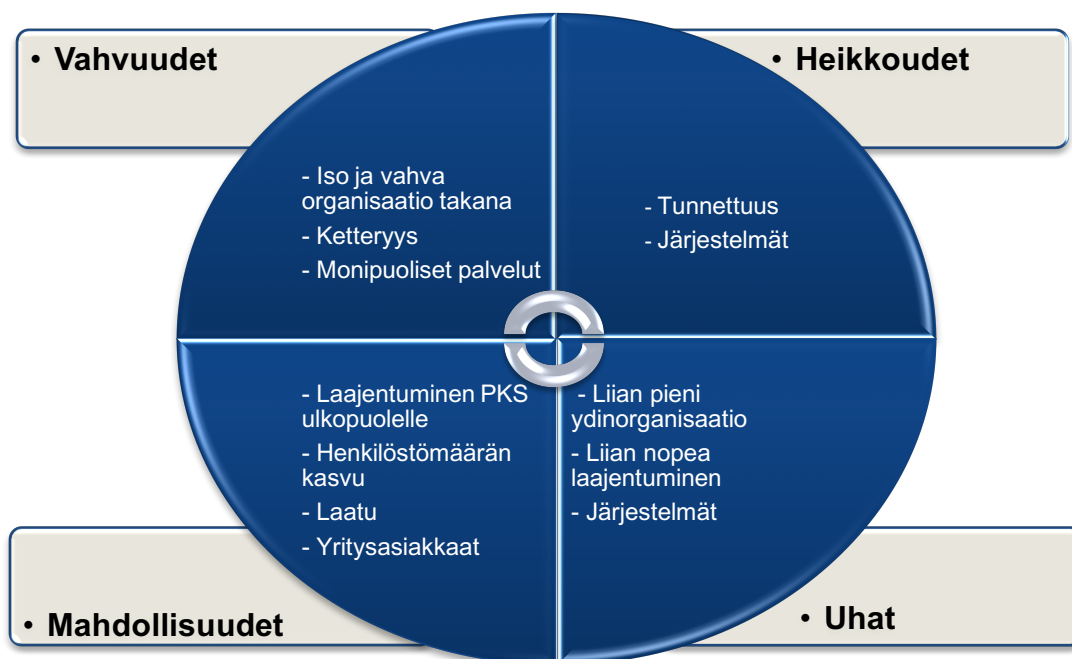 • Vahvuudet
• Heikkoudet
- Iso ja vahva
organisaatio takana
- Ketteryys
- Monipuoliset palvelut
- Tunnettuus
- Järjestelmät
- Laajentuminen PKS
ulkopuolelle
- Henkilöstömäärän
kasvu
- Laatu
- Yritysasiakkaat
- Liian pieni
ydinorganisaatio
- Liian nopea
laajentuminen
- Järjestelmät
• Mahdollisuudet
• Uhat